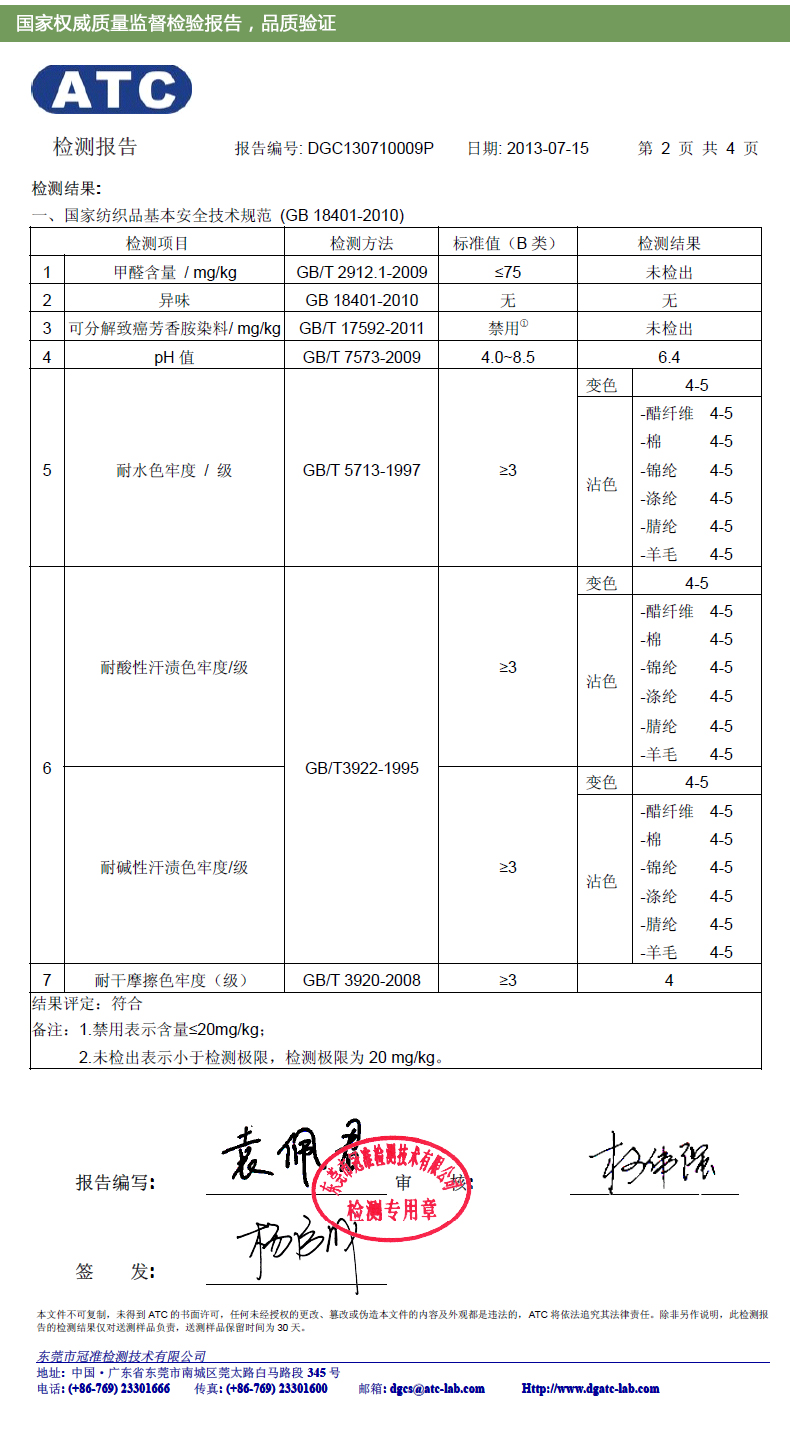 国家权威质量监督检验报告，品质验证
ATC
检测报告 报告编号: DGC130710009P 日期: 2013-07-15 第 2 页 共 4 页
检测结果:
一、国家纺织品基本安全技术规范 (GB 18401-2010)
检测项目 检测方法 标准值（B 类） 检测结果
1 甲醛含量 / mg/kg GB/T 2912.1-2009 ≤75 未检出
2 异味 GB 18401-2010 无 无
3 可分解致癌芳香胺染料/ mg/kg GB/T 17592-2011 禁用① 未检出
4 pH 值 GB/T 7573-2009 4.0~8.5 6.4
5 耐水色牢度 / 级 GB/T 5713-1997 ≥3
变色 4-5
沾色
-醋纤维 4-5
-棉 4-5
-锦纶 4-5
-涤纶 4-5
-腈纶 4-5
-羊毛 4-5
6 耐酸性汗渍色牢度/级 GB/T3922-1995 ≥3
变色 4-5
沾色
-醋纤维 4-5
-棉 4-5
-锦纶 4-5
-涤纶 4-5
-腈纶 4-5
-羊毛 4-5
耐碱性汗渍色牢度/级 ≥3
变色 4-5
沾色
-醋纤维 4-5
-棉 4-5
-锦纶 4-5
-涤纶 4-5
-腈纶 4-5
-羊毛 4-5
7 耐干摩擦色牢度（级） GB/T 3920-2008 ≥3 4
结果评定：符合
备注：1.禁用表示含量≤20mg/kg；
2.未检出表示小于检测极限，检测极限为 20 mg/kg。
报告编写: 袁佩君 审 核:
东莞市冠准检测技术有限公司
检测专用章
签 发:
本文件不可复制，未得到 ATC 的书面许可，任何未经授权的更改、篡改或伪造本文件的内容及外观都是违法的，ATC 将依法追究其法律责任。除非另作说明，此检测报
告的检测结果仅对送测样品负责，送测样品保留时间为 30 天。
东莞市冠准检测技术有限公司
地址: 中国・广东省东莞市南城区莞太路白马路段 345 号
电话: (+86-769) 23301666 传真: (+86-769) 23301600 邮箱: dgcs@atc-lab.com Http://www.dgatc-lab.com